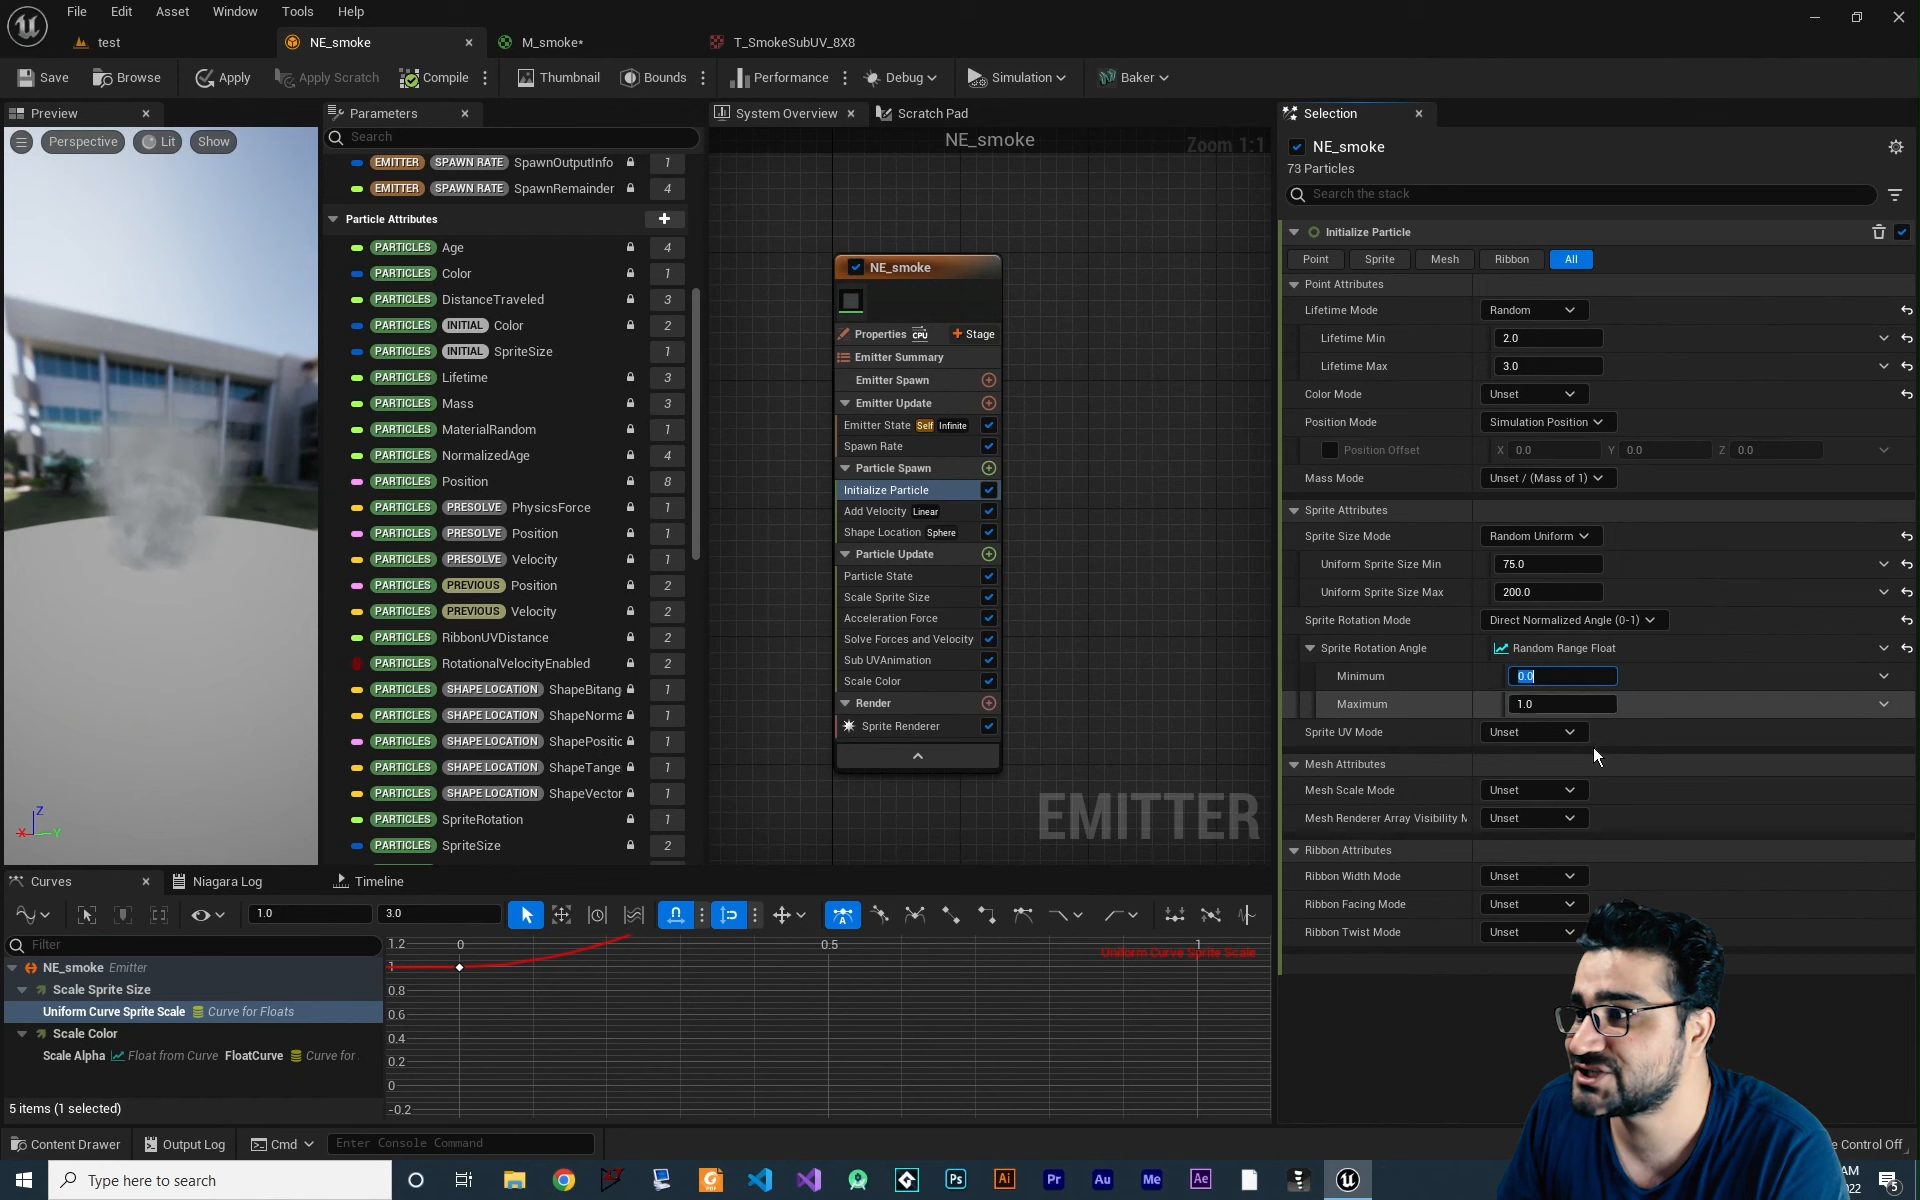 File Edit Asset Window Tools Help
test NE_smoke M_smoke* T_SmokeSubUV_8X8
Save Browse Apply Apply Scratch Compile Thumbnail Bounds Performance Debug Simulation Baker
Preview
Perspective Lit Show
Z X Y
Parameters
Search
EMITTER SPAWN RATE SpawnOutputInfo 1
EMITTER SPAWN RATE SpawnRemainder 4
Particle Attributes
PARTICLES Age 4
PARTICLES Color 1
PARTICLES DistanceTraveled 3
PARTICLES INITIAL Color 2
PARTICLES INITIAL SpriteSize 1
PARTICLES Lifetime 3
PARTICLES Mass 3
PARTICLES MaterialRandom 1
PARTICLES NormalizedAge 4
PARTICLES Position 8
PARTICLES PRESOLVE PhysicsForce 1
PARTICLES PRESOLVE Position 1
PARTICLES PRESOLVE Velocity 1
PARTICLES PREVIOUS Position 2
PARTICLES PREVIOUS Velocity 2
PARTICLES RibbonUVDistance 2
PARTICLES RotationalVelocityEnabled 2
PARTICLES SHAPE LOCATION ShapeBitang 1
PARTICLES SHAPE LOCATION ShapeNorma 1
PARTICLES SHAPE LOCATION ShapePositic 1
PARTICLES SHAPE LOCATION ShapeTange 1
PARTICLES SHAPE LOCATION ShapeVector 1
PARTICLES SpriteRotation 1
PARTICLES SpriteSize 2
System Overview Scratch Pad
NE_smoke Zoom 1:1
NE_smoke
Properties CPU Stage
Emitter Summary
Emitter Spawn
Emitter Update
Emitter State Self Infinite
Spawn Rate
Particle Spawn
Initialize Particle
Add Velocity Linear
Shape Location Sphere
Particle Update
Particle State
Scale Sprite Size
Acceleration Force
Solve Forces and Velocity
Sub UVAnimation
Scale Color
Render
Sprite Renderer
EMITTER
Selection
NE_smoke
73 Particles
Search the stack
Initialize Particle
Point Sprite Mesh Ribbon All
Point Attributes
Lifetime Mode Random
Lifetime Min 2.0
Lifetime Max 3.0
Color Mode Unset
Position Mode Simulation Position
Position Offset X 0.0 Y 0.0 Z 0.0
Mass Mode Unset / (Mass of 1)
Sprite Attributes
Sprite Size Mode Random Uniform
Uniform Sprite Size Min 75.0
Uniform Sprite Size Max 200.0
Sprite Rotation Mode Direct Normalized Angle (0-1)
Sprite Rotation Angle Random Range Float
Minimum 0.0
Maximum 1.0
Sprite UV Mode Unset
Mesh Attributes
Mesh Scale Mode Unset
Mesh Renderer Array Visibility M Unset
Ribbon Attributes
Ribbon Width Mode Unset
Ribbon Facing Mode Unset
Ribbon Twist Mode Unset
Curves Niagara Log Timeline
1.0 3.0
Filter
NE_smoke Emitter
Scale Sprite Size
Uniform Curve Sprite Scale Curve for Floats
Scale Color
Scale Alpha Float from Curve FloatCurve Curve for
5 items (1 selected)
0 0.5 1
Uniform Curve Sprite Scale
1.2
1
0.8
0.6
0.4
0.2
0
-0.2
Content Drawer Output Log Cmd Enter Console Command e Control Off
Type here to search
Ps Ai Pr Au Me Ae
AM
022
5